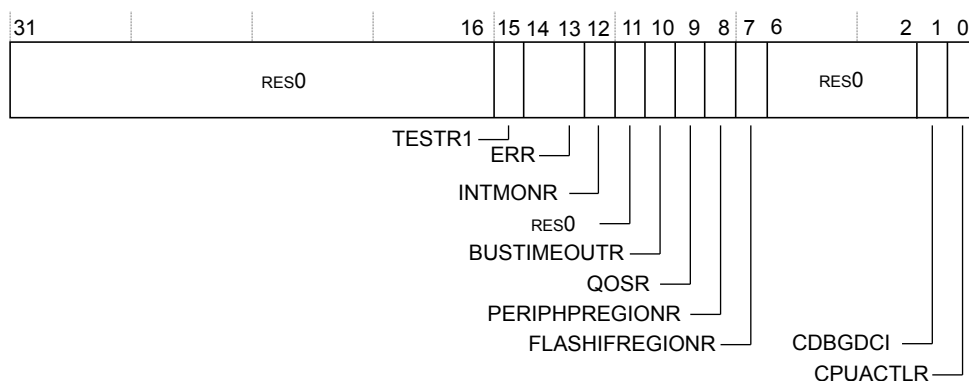 31 16 15 14 13 12 11 10 9 8 7 6 2 1 0
RES0 RES0
TESTR1
ERR
INTMONR
RES0
BUSTIMEOUTR
QOSR
PERIPHPREGIONR
FLASHIFREGIONR CDBGDCI
CPUACTLR